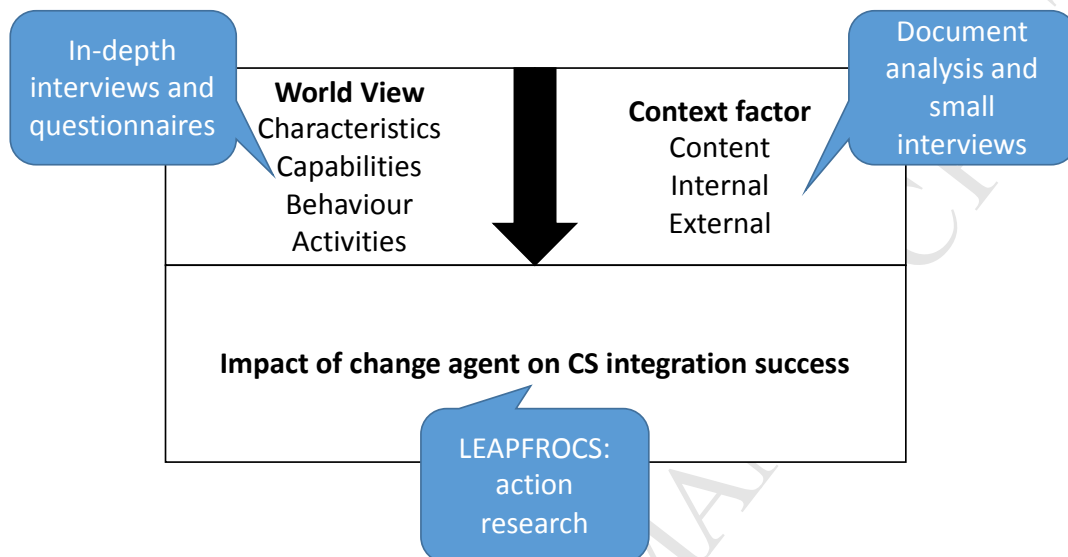 In-depth
interviews and
questionnaires
World View
Characteristics
Capabilities
Behaviour
Activities
Context factor
Content
Internal
External
Document
analysis and
small
interviews
Impact of change agent on CS integration success
LEAPFROCS:
action
research